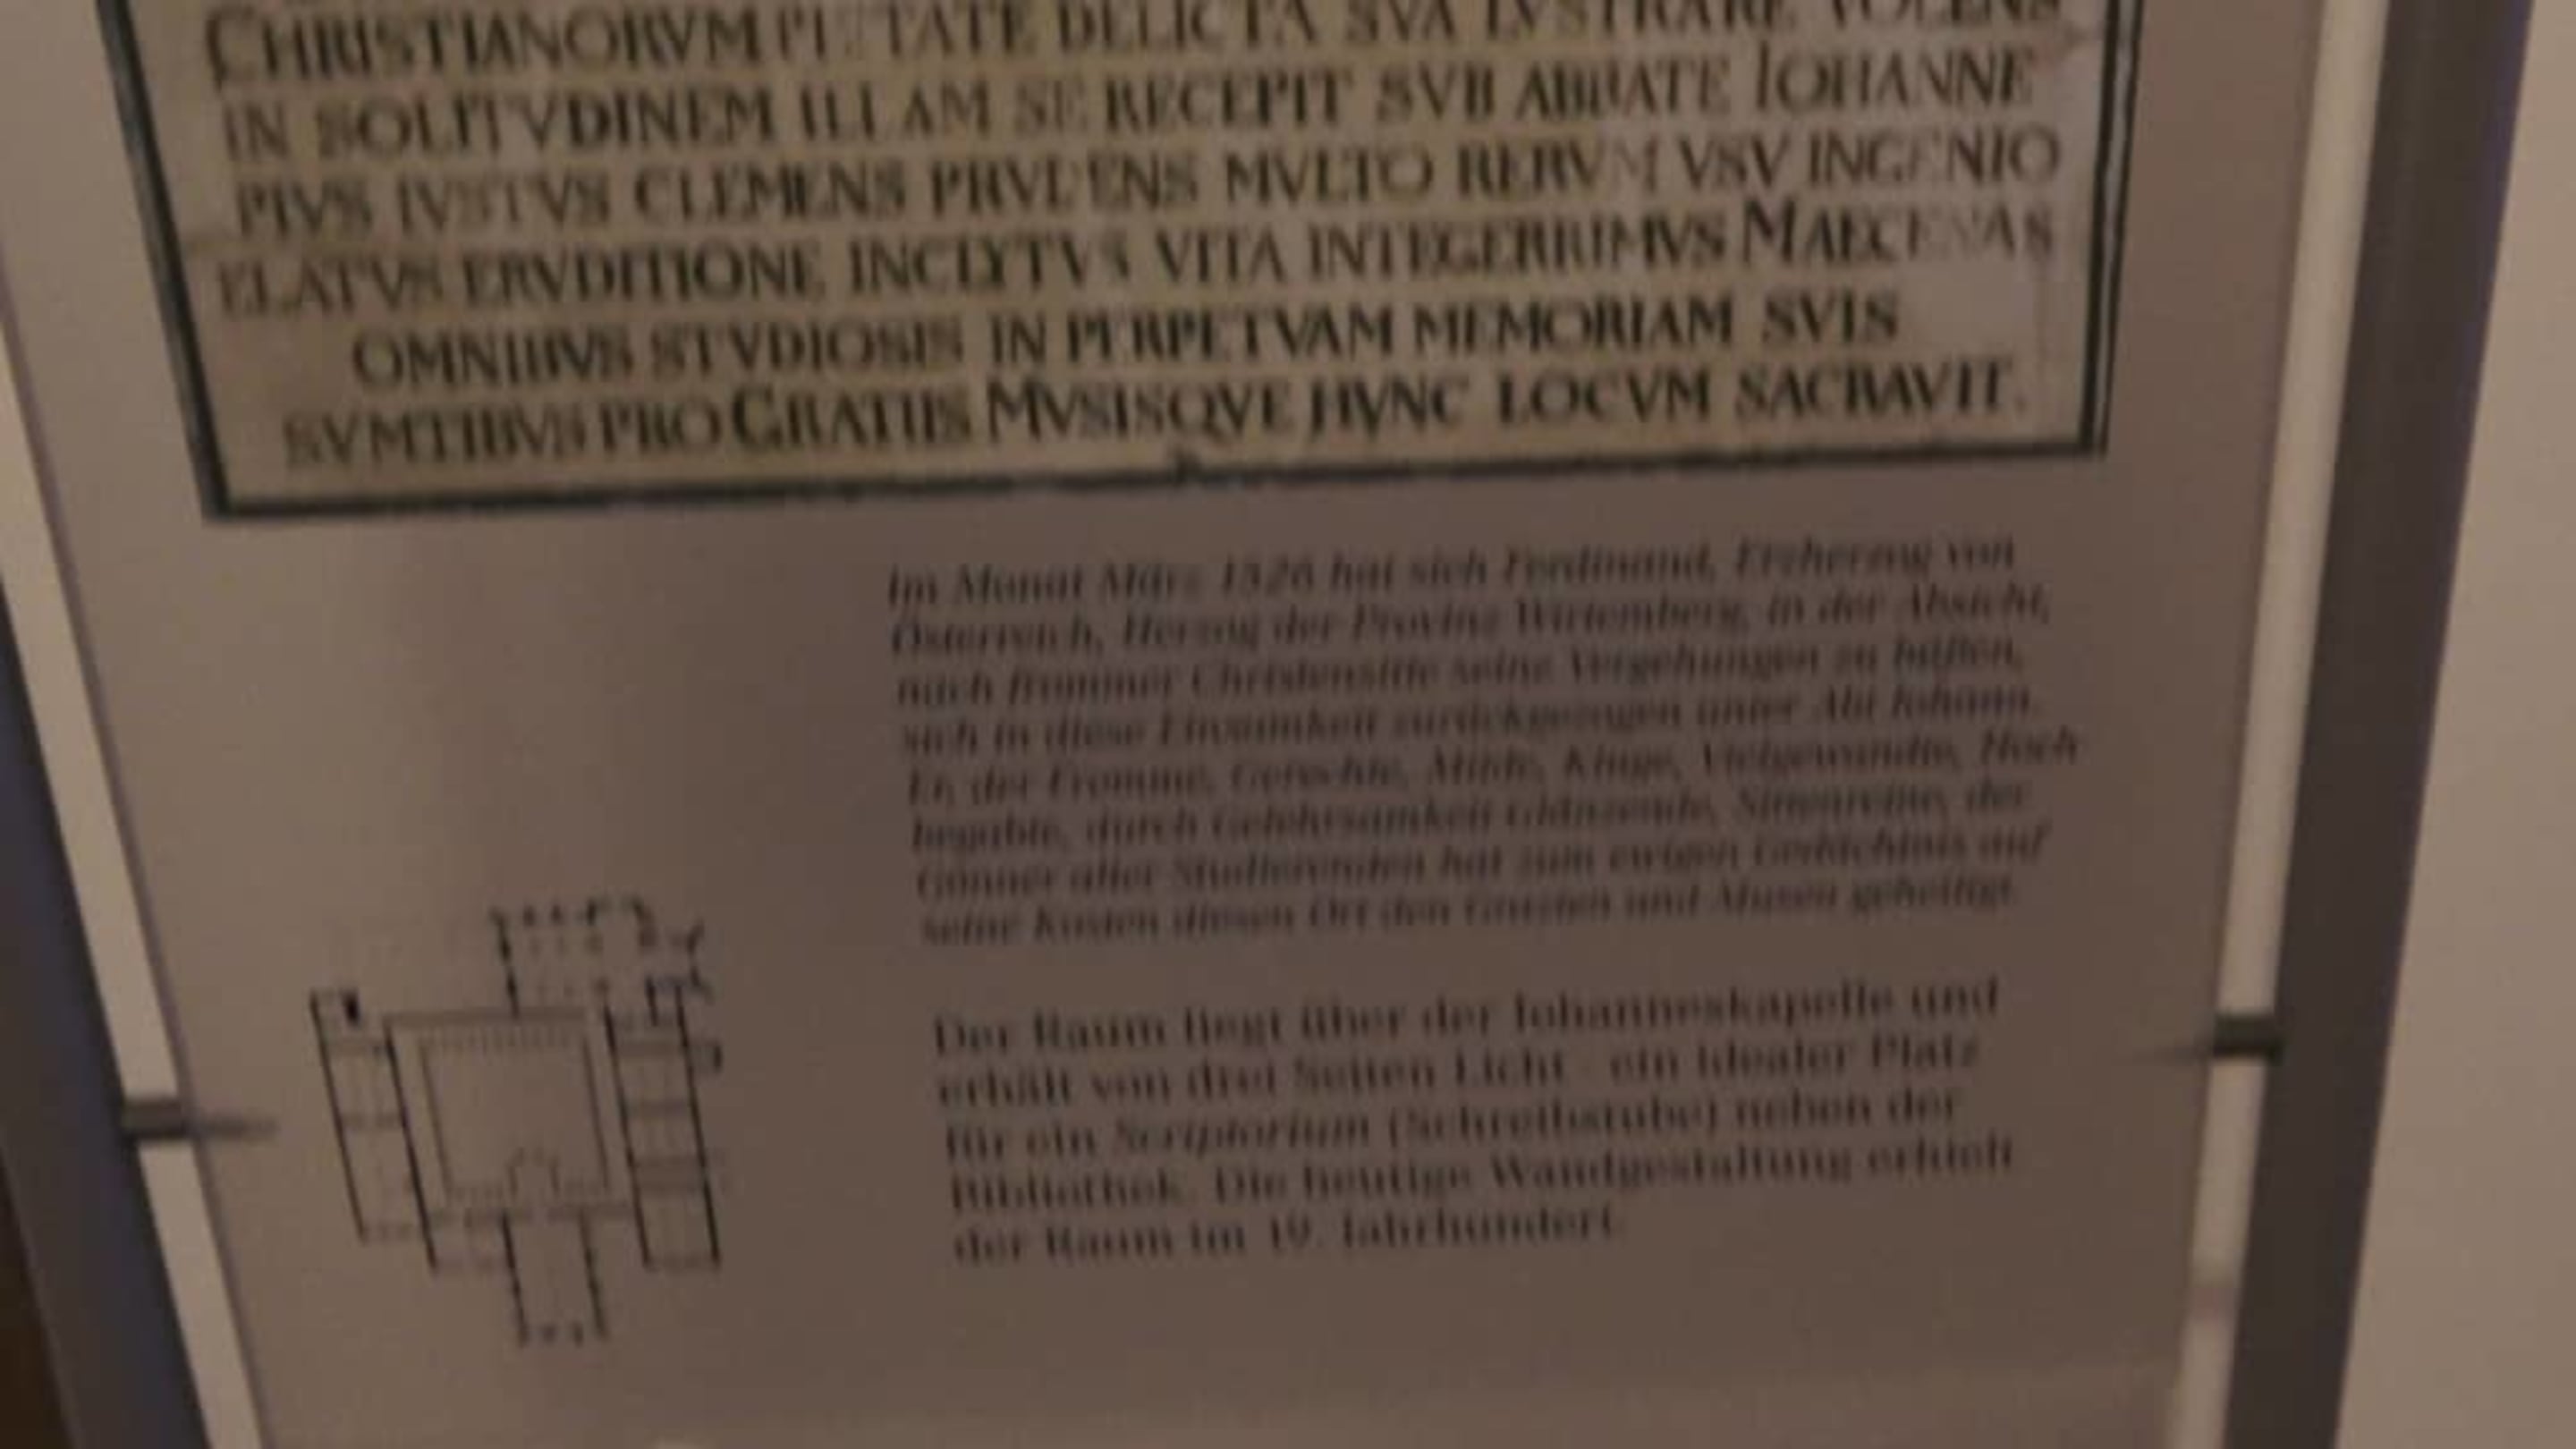 CHRISTIANORVM PIETATE DELICTA SVA LVSTRARE VOLENS
IN SOLITVDINEM ILLAM SE RECEPIT SVB ABBATE IOHANNE
PIVS IVSTVS CLEMENS PRVDENS MVLTO RERVM VSV INGENIO
ELATVS ERVDITIONE INCLYTVS VITA INTEGERRIMVS MAECENAS
OMNIBVS STVDIOSIS IN PERPETVAM MEMORIAM SVIS
SVMTIBVS PRO GRATIIS MVSISQVE HVNC LOCVM SACRAVIT.
Im Monat März 1526 hat sich Ferdinand, Erzherzog von
Österreich, Herzog der Provinz Wirtemberg, in der Absicht,
nach frommer Christensitte seine Vergehungen zu büßen,
sich in diese Einsamkeit zurückgezogen unter Abt Johann.
Er, der Fromme, Gerechte, Milde, Kluge, Vielgewandte, Hoch
begabte, durch Gelehrsamkeit Glänzende, Sittenreine, der
Gönner aller Studierenden hat zum ewigen Gedächtnis auf
seine Kosten diesen Ort den Grazien und Musen geheiligt.
Der Raum liegt über der Johanneskapelle und
erhält von drei Seiten Licht - ein idealer Platz
für ein Scriptorium (Schreibstube) neben der
Bibliothek. Die heutige Wandgestaltung erhielt
der Raum im 19. Jahrhundert.